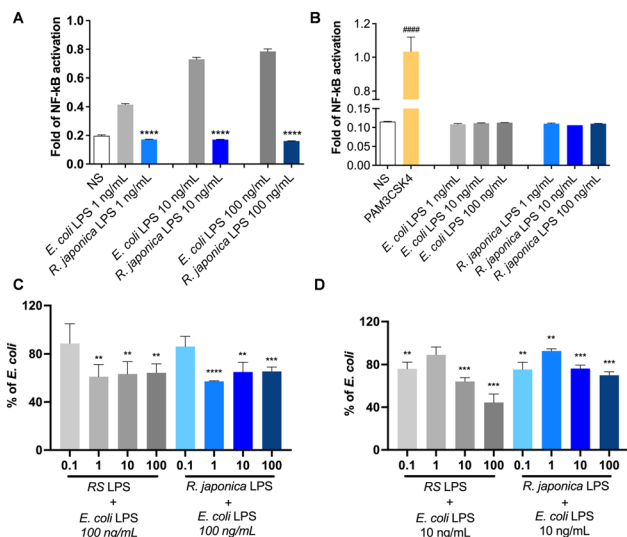 A
Fold of NF-kB activation
1.0
0.8
0.6
0.4
0.2
0.0
****
****
****
NS
E. coli LPS 1 ng/mL
R. japonica LPS 1 ng/mL
E. coli LPS 10 ng/mL
R. japonica LPS 10 ng/mL
E. coli LPS 100 ng/mL
R. japonica LPS 100 ng/mL
B
Fold of NF-kB activation
1.2
1.0
0.8
0.15
0.10
0.05
0.00
####
NS
PAM3CSK4
E. coli LPS 1 ng/mL
E. coli LPS 10 ng/mL
E. coli LPS 100 ng/mL
R. japonica LPS 1 ng/mL
R. japonica LPS 10 ng/mL
R. japonica LPS 100 ng/mL
C
% of E. coli
120
80
40
0
** ** ** **** ** ***
0.1 1 10 100 0.1 1 10 100
RS LPS
+
E. coli LPS
100 ng/mL
R. japonica LPS
+
E. coli LPS
100 ng/mL
D
% of E. coli
120
80
40
0
** *** *** ** ** *** ***
0.1 1 10 100 0.1 1 10 100
RS LPS
+
E. coli LPS
10 ng/mL
R. japonica LPS
+
E. coli LPS
10 ng/mL